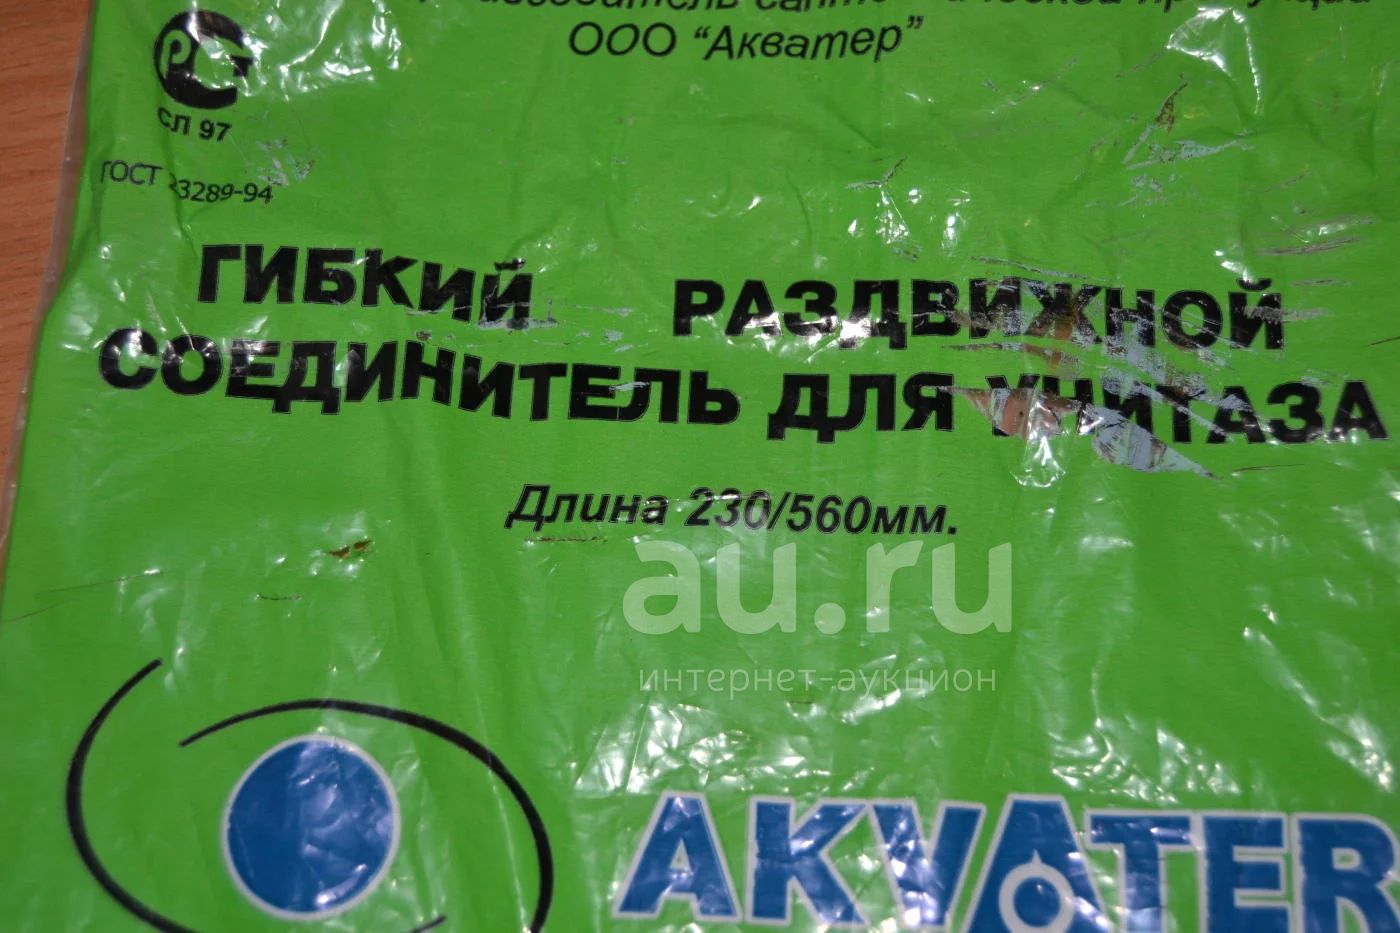 ООО “Акватер”
СЛ 97
ГОСТ 23289-94
ГИБКИЙ РАЗДВИЖНОЙ
СОЕДИНИТЕЛЬ ДЛЯ УНИТАЗА
Длина 230/560мм.
au.ru
интернет-аукцион
AKVATER